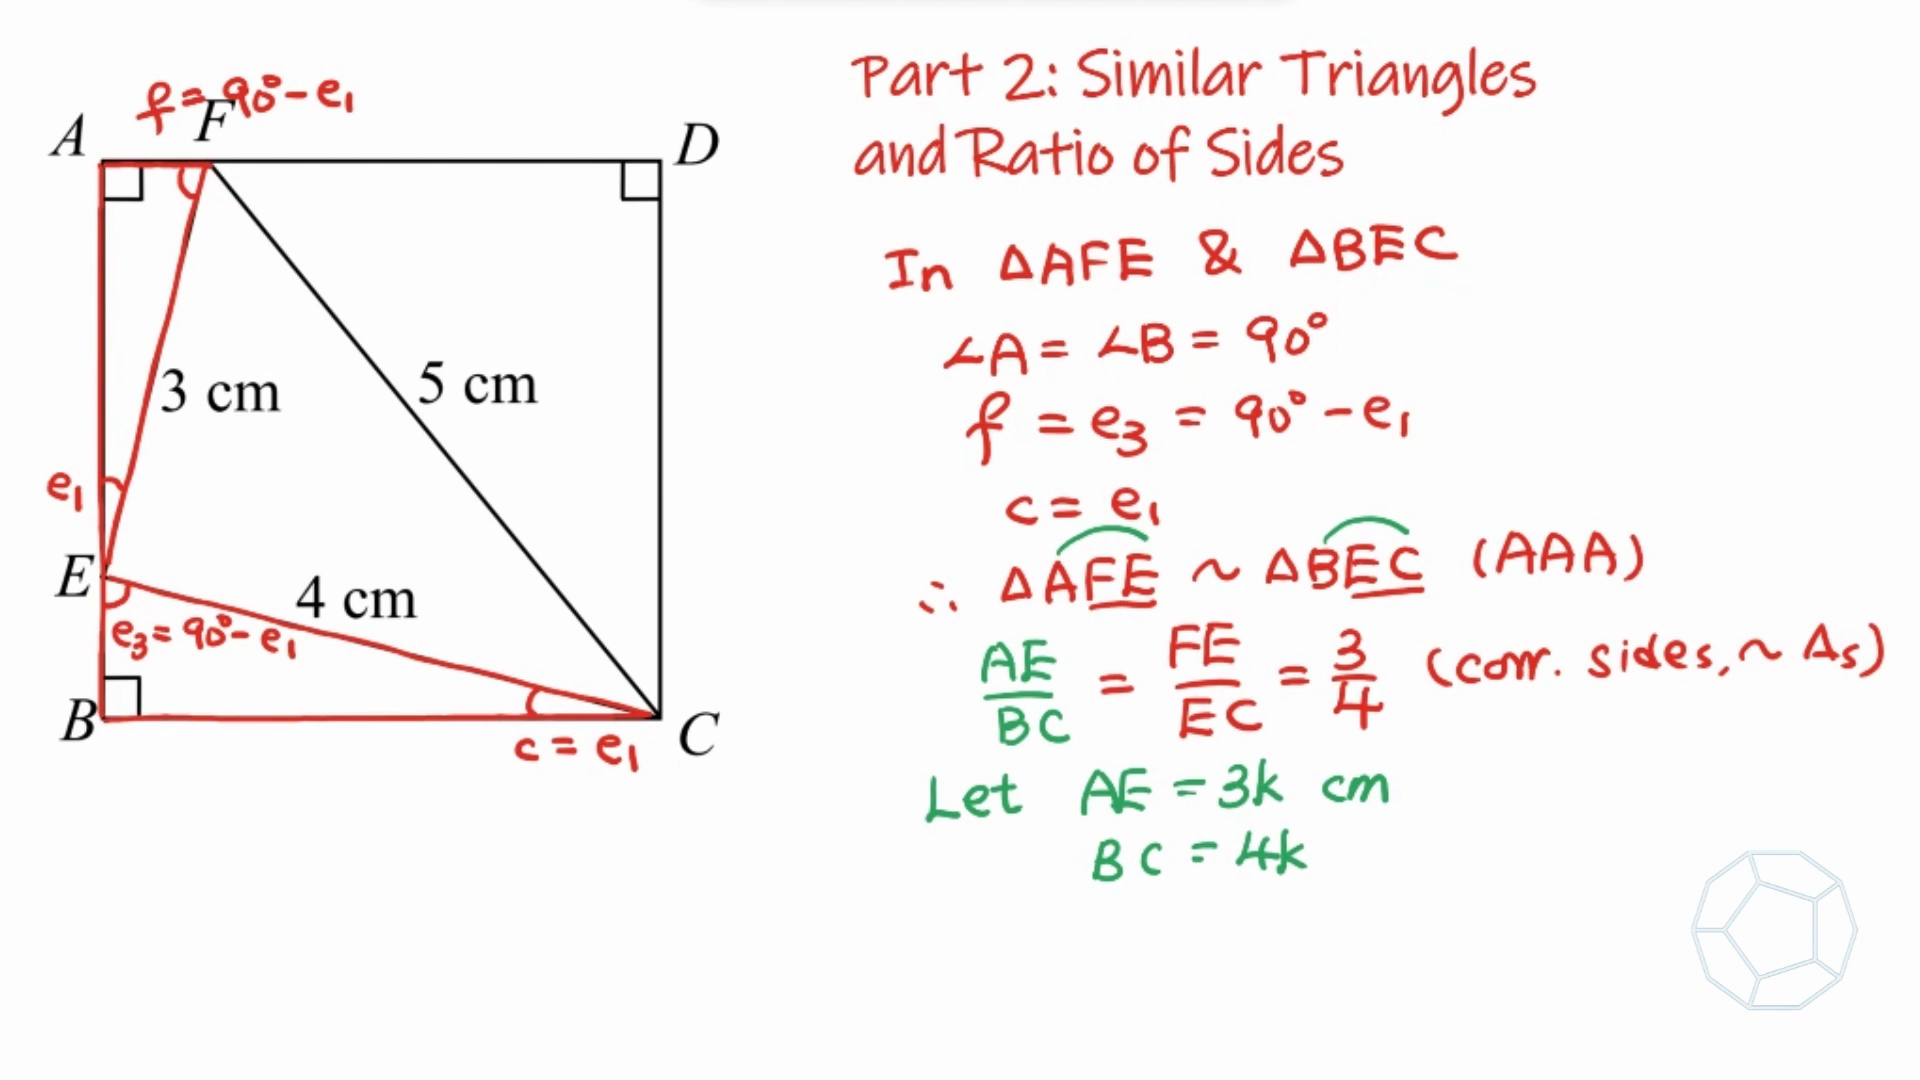 Part 2: Similar Triangles
and Ratio of Sides
f = 90° - e₁
A
F
D
In ΔAFE & ΔBEC
∠A = ∠B = 90°
3 cm
5 cm
f = e₃ = 90° - e₁
e₁
c = e₁
E
4 cm
∴ ΔAFE ~ ΔBEC (AAA)
e₃ = 90° - e₁
AE/BC = FE/EC = 3/4 (corr. sides, ~ Δs)
B
C
c = e₁
Let AE = 3k cm
BC = 4k